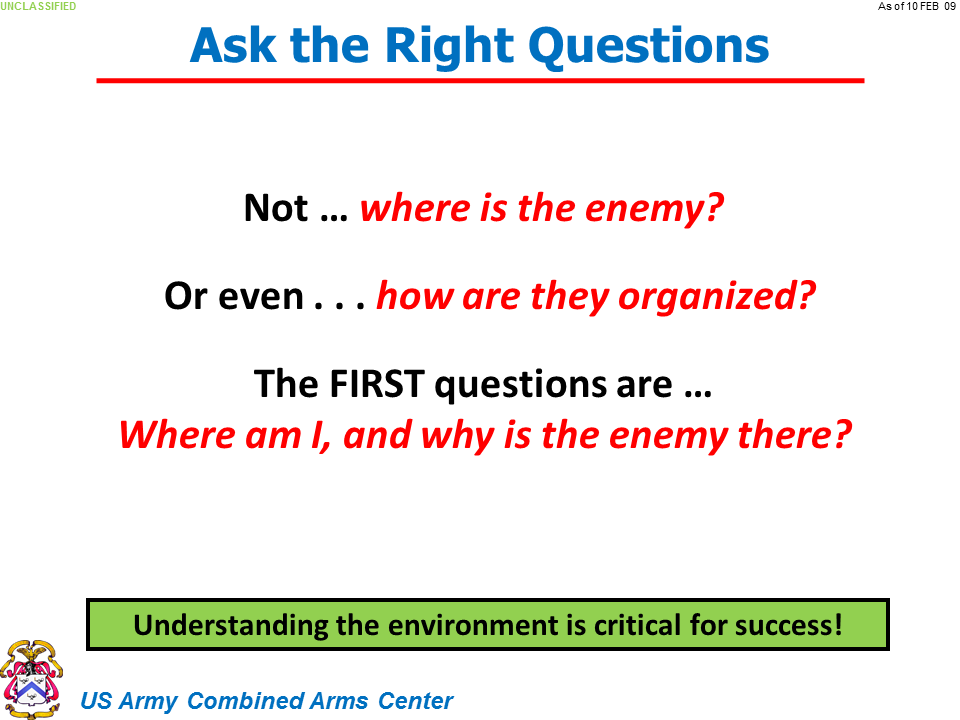 UNCLASSIFIED
As of 10 FEB 09
Ask the Right Questions
Not … where is the enemy?
Or even . . . how are they organized?
The FIRST questions are …
Where am I, and why is the enemy there?
Understanding the environment is critical for success!
US Army Combined Arms Center